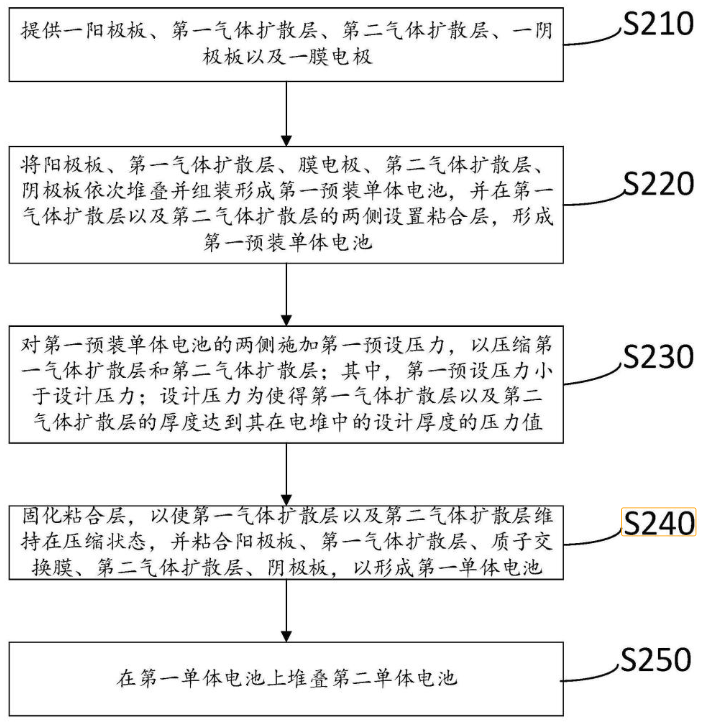 提供一阳极板、第一气体扩散层、第二气体扩散层、一阴
极板以及一膜电极
S210
将阳极板、第一气体扩散层、膜电极、第二气体扩散层、
阴极板依次堆叠并组装形成第一预装单体电池，并在第一
气体扩散层以及第二气体扩散层的两侧设置粘合层，形成
第一预装单体电池
S220
对第一预装单体电池的两侧施加第一预设压力，以压缩第
一气体扩散层和第二气体扩散层；其中，第一预设压力小
于设计压力；设计压力为使得第一气体扩散层以及第二
气体扩散层的厚度达到其在电堆中的设计厚度的压力值
S230
固化粘合层，以使第一气体扩散层以及第二气体扩散层维
持在压缩状态，并粘合阳极板、第一气体扩散层、质子交
换膜、第二气体扩散层、阴极板，以形成第一单体电池
S240
在第一单体电池上堆叠第二单体电池
S250